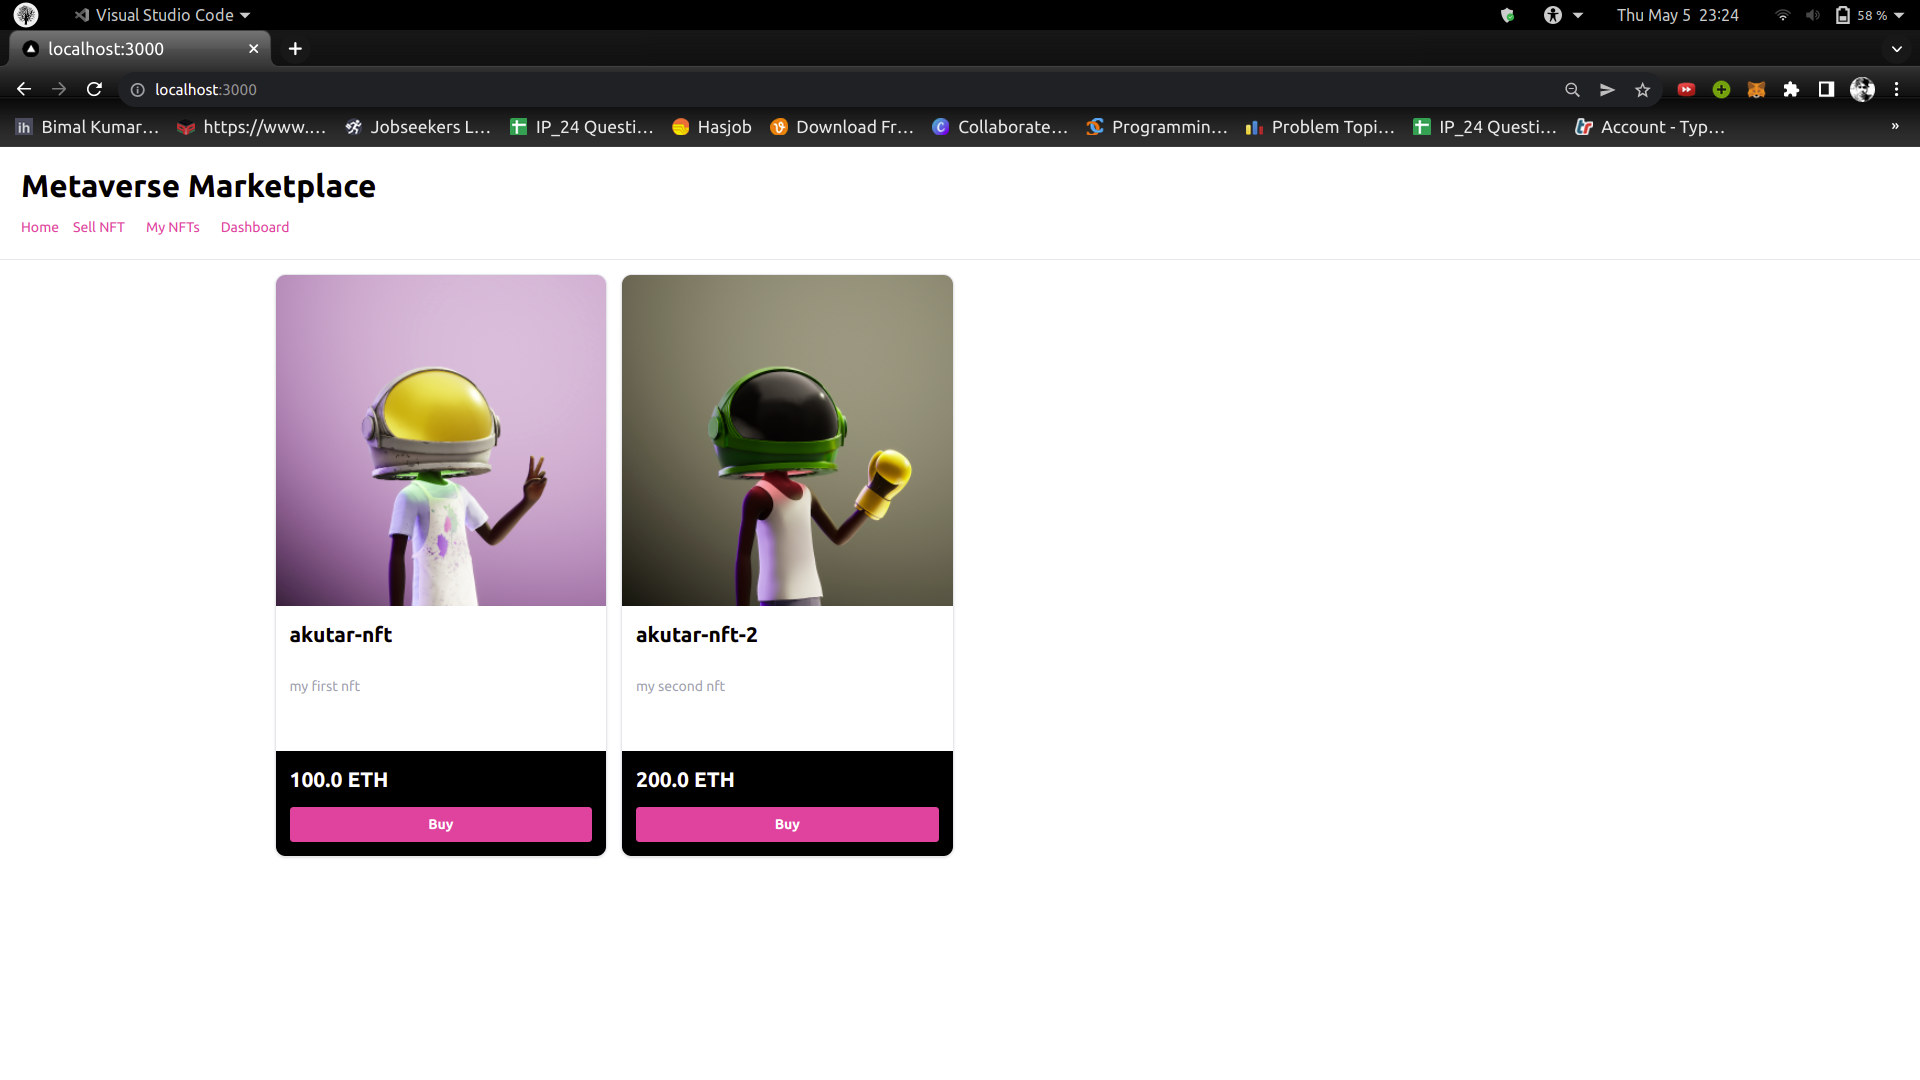 Visual Studio Code
Thu May 5 23:24
58 %
localhost:3000
localhost:3000
ih Bimal Kumar… https://www.… Jobseekers L… IP_24 Questi… Hasjob Download Fr… Collaborate… Programmin… Problem Topi… IP_24 Questi… Account - Typ… »
Metaverse Marketplace
Home Sell NFT My NFTs Dashboard
akutar-nft
my first nft
100.0 ETH
Buy
akutar-nft-2
my second nft
200.0 ETH
Buy